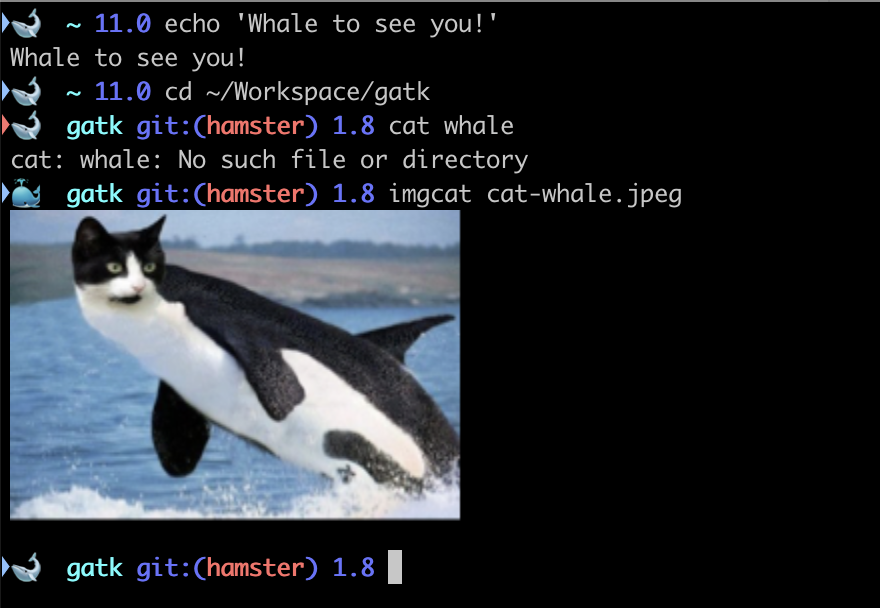 ~ 11.0 echo 'Whale to see you!'
Whale to see you!
~ 11.0 cd ~/Workspace/gatk
gatk git:(hamster) 1.8 cat whale
cat: whale: No such file or directory
gatk git:(hamster) 1.8 imgcat cat-whale.jpeg
gatk git:(hamster) 1.8